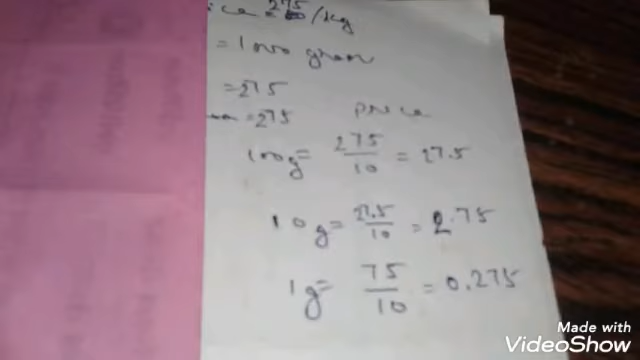 275/Kg
= 1000 gram
= 275
= 275 Price
100g = 275/10 = 27.5
10g = 27.5/10 = 2.75
1g = 75/10 = 0.275
Made with
VideoShow